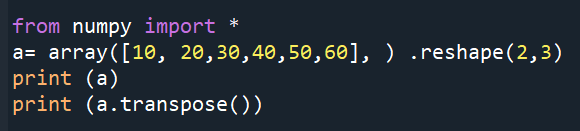 from numpy import *
a= array([10, 20,30,40,50,60], ) .reshape(2,3)
print (a)
print (a.transpose())